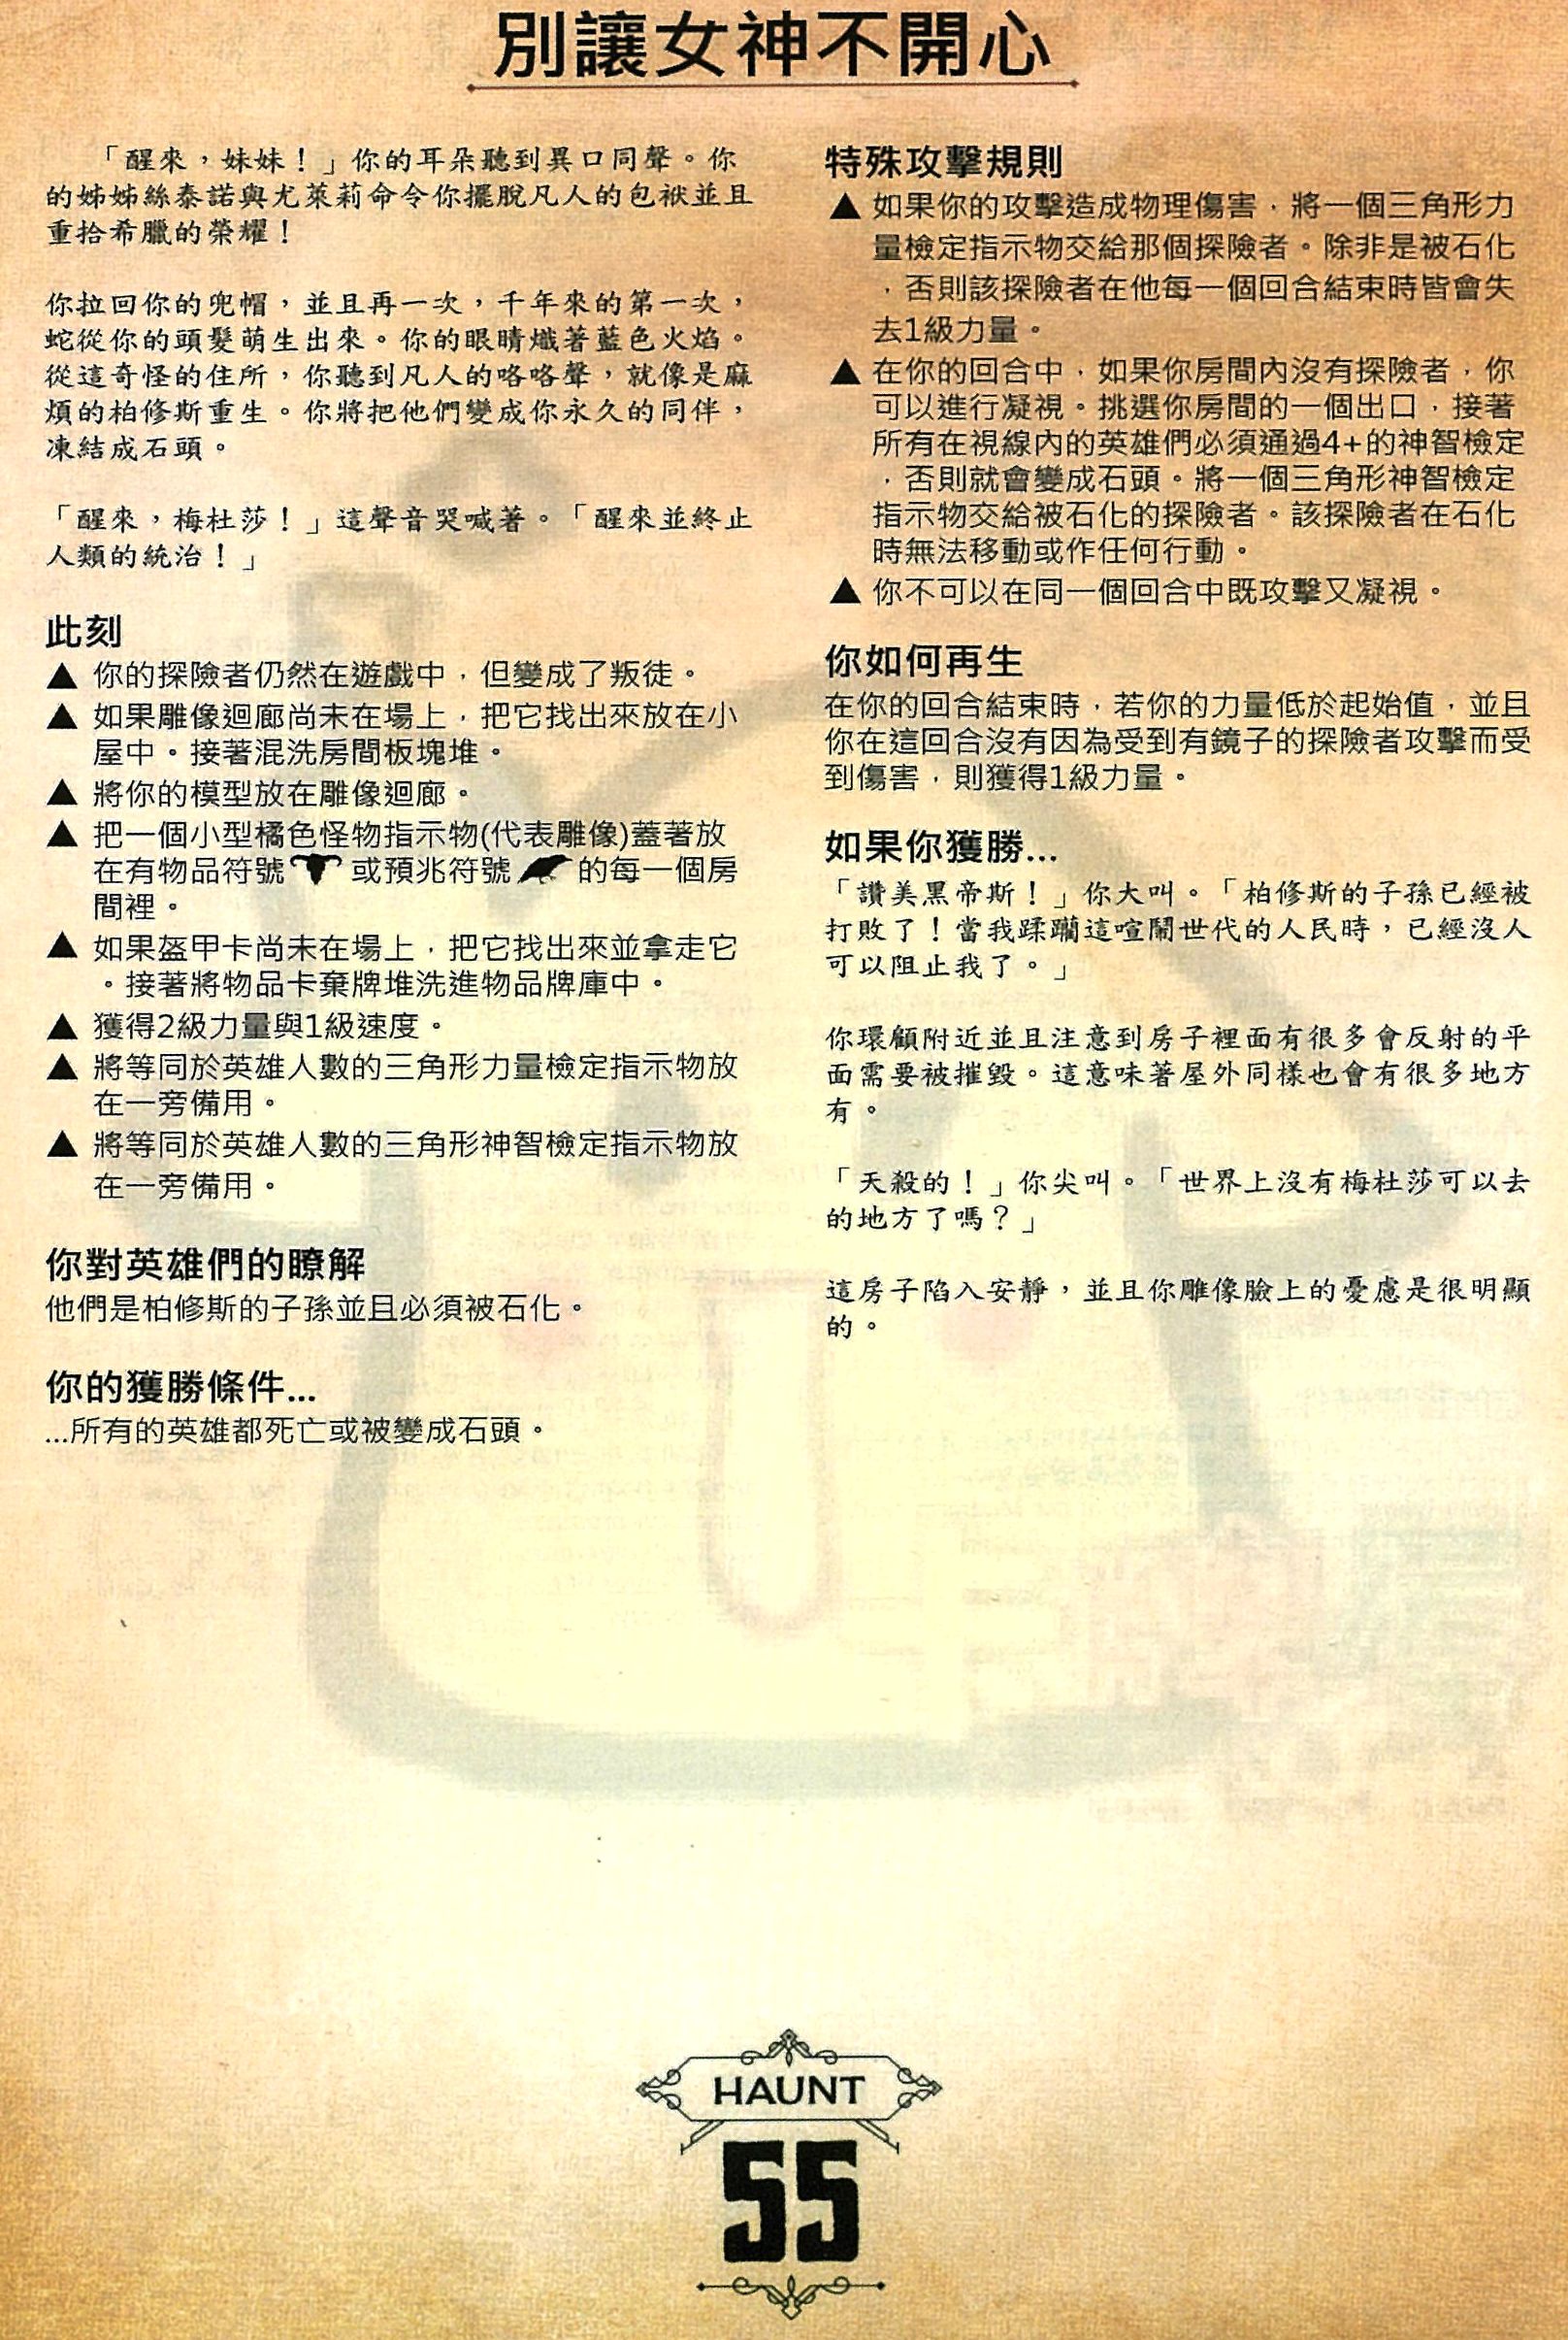 別讓女神不開心
「醒來，妹妹！」你的耳朵聽到異口同聲。你
的姊姊絲泰諾與尤萊莉命令你擺脫凡人的包袱並且
重拾希臘的榮耀！
你拉回你的兜帽，並且再一次，千年來的第一次，
蛇從你的頭髮萌生出來。你的眼睛熾著藍色火焰。
從這奇怪的住所，你聽到凡人的咯咯聲，就像是麻
煩的柏修斯重生。你將把他們變成你永久的同伴，
凍結成石頭。
「醒來，梅杜莎！」這聲音哭喊著。「醒來並終止
人類的統治！」
此刻
▲ 你的探險者仍然在遊戲中，但變成了叛徒。
▲ 如果雕像迴廊尚未在場上，把它找出來放在小
屋中。接著混洗房間板塊堆。
▲ 將你的模型放在雕像迴廊。
▲ 把一個小型橘色怪物指示物(代表雕像)蓋著放
在有物品符號 或預兆符號 的每一個房
間裡。
▲ 如果盔甲卡尚未在場上，把它找出來並拿走它
。接著將物品卡棄牌堆洗進物品牌庫中。
▲ 獲得2級力量與1級速度。
▲ 將等同於英雄人數的三角形力量檢定指示物放
在一旁備用。
▲ 將等同於英雄人數的三角形神智檢定指示物放
在一旁備用。
你對英雄們的瞭解
他們是柏修斯的子孫並且必須被石化。
你的獲勝條件...
...所有的英雄都死亡或被變成石頭。
特殊攻擊規則
▲ 如果你的攻擊造成物理傷害，將一個三角形力
量檢定指示物交給那個探險者。除非是被石化
，否則該探險者在他每一個回合結束時皆會失
去1級力量。
▲ 在你的回合中，如果你房間內沒有探險者，你
可以進行凝視。挑選你房間的一個出口，接著
所有在視線內的英雄們必須通過4+的神智檢定
，否則就會變成石頭。將一個三角形神智檢定
指示物交給被石化的探險者。該探險者在石化
時無法移動或作任何行動。
▲ 你不可以在同一個回合中既攻擊又凝視。
你如何再生
在你的回合結束時，若你的力量低於起始值，並且
你在這回合沒有因為受到有鏡子的探險者攻擊而受
到傷害，則獲得1級力量。
如果你獲勝...
「讚美黑帝斯！」你大叫。「柏修斯的子孫已經被
打敗了！當我蹂躪這喧鬧世代的人民時，已經沒人
可以阻止我了。」
你環顧附近並且注意到房子裡面有很多會反射的平
面需要被摧毀。這意味著屋外同樣也會有很多地方
有。
「天殺的！」你尖叫。「世界上沒有梅杜莎可以去
的地方了嗎？」
這房子陷入安靜，並且你雕像臉上的憂慮是很明顯
的。
HAUNT
55